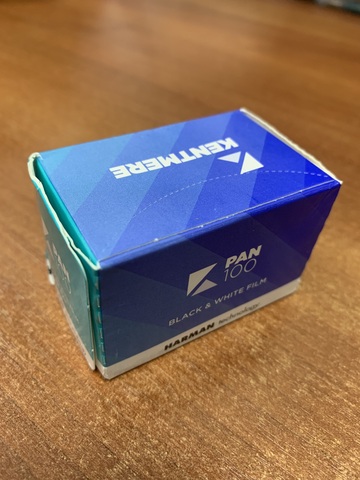 KENTMERE
PAN
100
BLACK & WHITE FILM
HARMAN technology